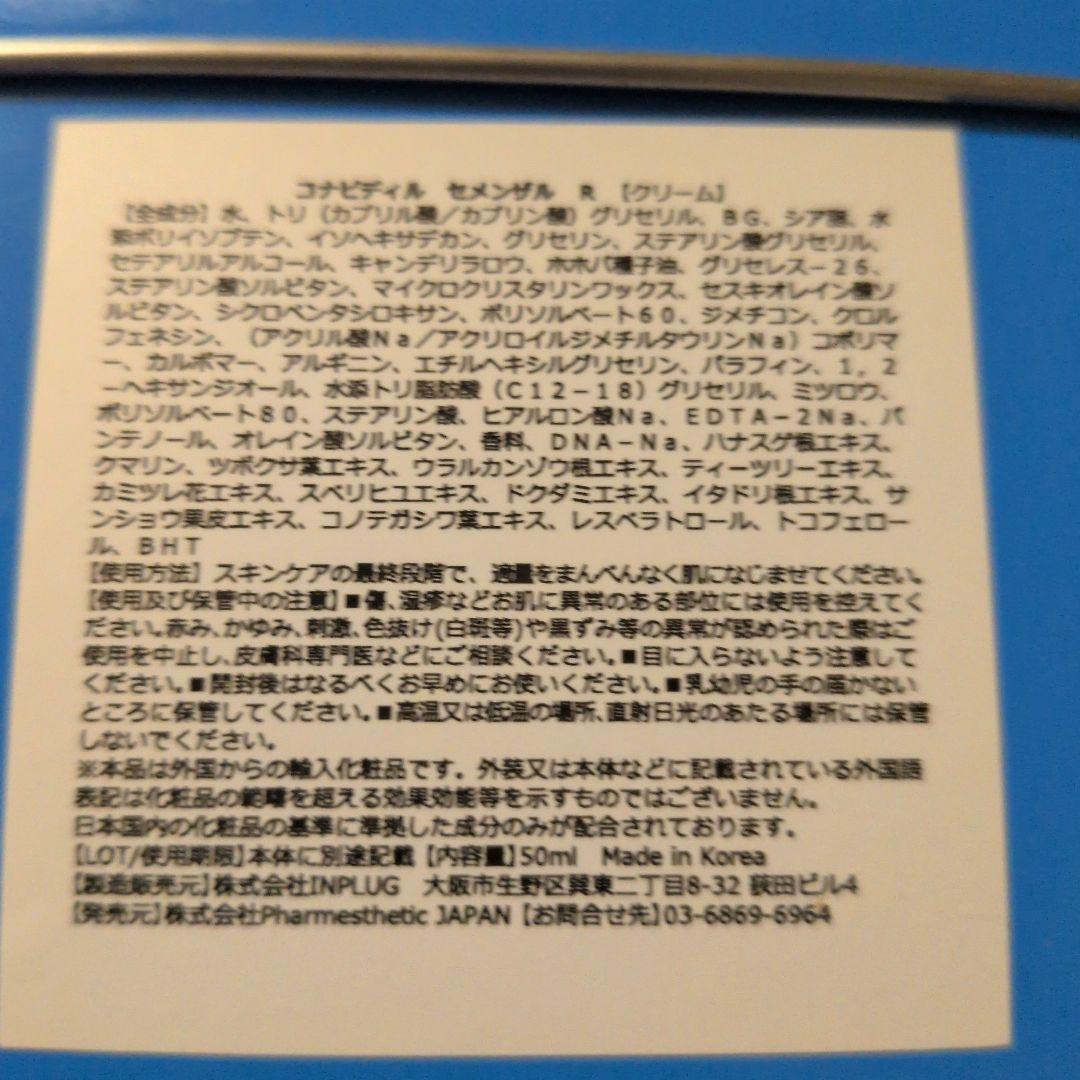 コナビディル　セメンザル　Ｒ　【クリーム】
【全成分】水、トリ（カプリル酸／カプリン酸）グリセリル、ＢＧ、シア脂、水
添ポリイソブテン、イソヘキサデカン、グリセリン、ステアリン酸グリセリル、
セテアリルアルコール、キャンデリラロウ、ホホバ種子油、グリセレス－２６、
ステアリン酸ソルビタン、マイクロクリスタリンワックス、セスキオレイン酸ソ
ルビタン、シクロペンタシロキサン、ポリソルベート６０、ジメチコン、クロル
フェネシン、（アクリル酸Ｎａ／アクリロイルジメチルタウリンＮａ）コポリマ
ー、カルボマー、アルギニン、エチルヘキシルグリセリン、パラフィン、１，２
－ヘキサンジオール、水添トリ脂肪酸（Ｃ１２－１８）グリセリル、ミツロウ、
ポリソルベート８０、ステアリン酸、ヒアルロン酸Ｎａ、ＥＤＴＡ－２Ｎａ、パ
ンテノール、オレイン酸ソルビタン、香料、ＤＮＡ－Ｎａ、ハナスゲ根エキス、
クマリン、ツボクサ葉エキス、ウラルカンゾウ根エキス、ティーツリーエキス、
カミツレ花エキス、スベリヒユエキス、ドクダミエキス、イタドリ根エキス、サ
ンショウ果皮エキス、コノテガシワ葉エキス、レスベラトロール、トコフェロー
ル、ＢＨＴ
【使用方法】スキンケアの最終段階で、適量をまんべんなく肌になじませてください。
【使用及び保管中の注意】■傷、湿疹などお肌に異常のある部位には使用を控えてく
ださい。赤み、かゆみ、刺激、色抜け(白斑等)や黒ずみ等の異常が認められた際はご
使用を中止し、皮膚科専門医などにご相談ください。■目に入らないよう注意して
ください。■開封後はなるべくお早めにお使いください。■乳幼児の手の届かない
ところに保管してください。■高温又は低温の場所、直射日光のあたる場所には保管
しないでください。
※本品は外国からの輸入化粧品です。外装又は本体などに記載されている外国語
表記は化粧品の範疇を超える効果効能等を示すものではございません。
日本国内の化粧品の基準に準拠した成分のみが配合されております。
【LOT/使用期限】本体に別途記載【内容量】50ml　Made in Korea
【製造販売元】株式会社INPLUG　大阪市生野区巽東二丁目8-32 荻田ビル4
【発売元】株式会社Pharmesthetic JAPAN【お問合せ先】03-6869-6964